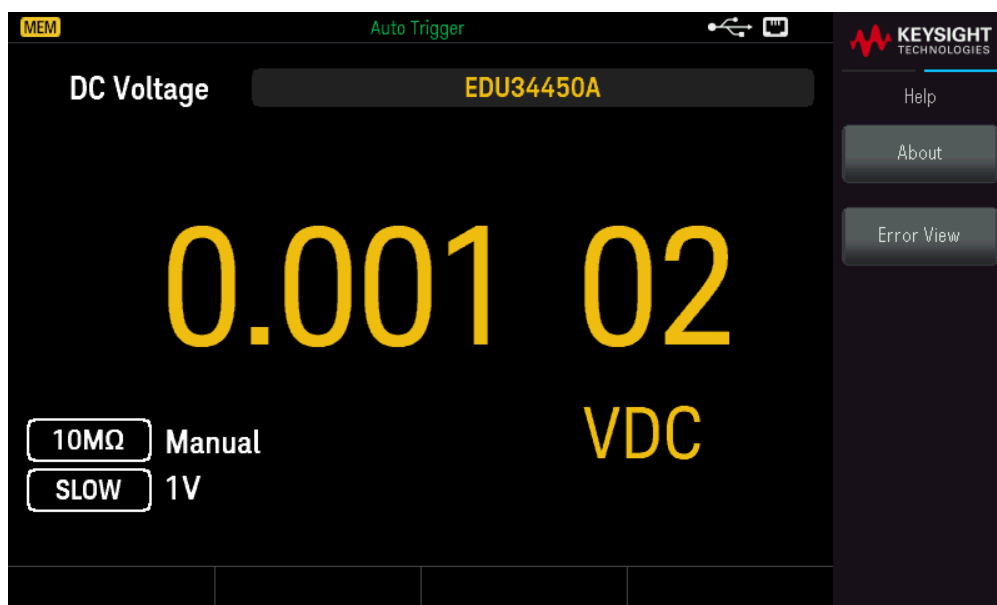 MEM
Auto Trigger
KEYSIGHT
TECHNOLOGIES
DC Voltage
EDU34450A
Help
About
Error View
0.001 02
VDC
10MΩ Manual
SLOW 1V